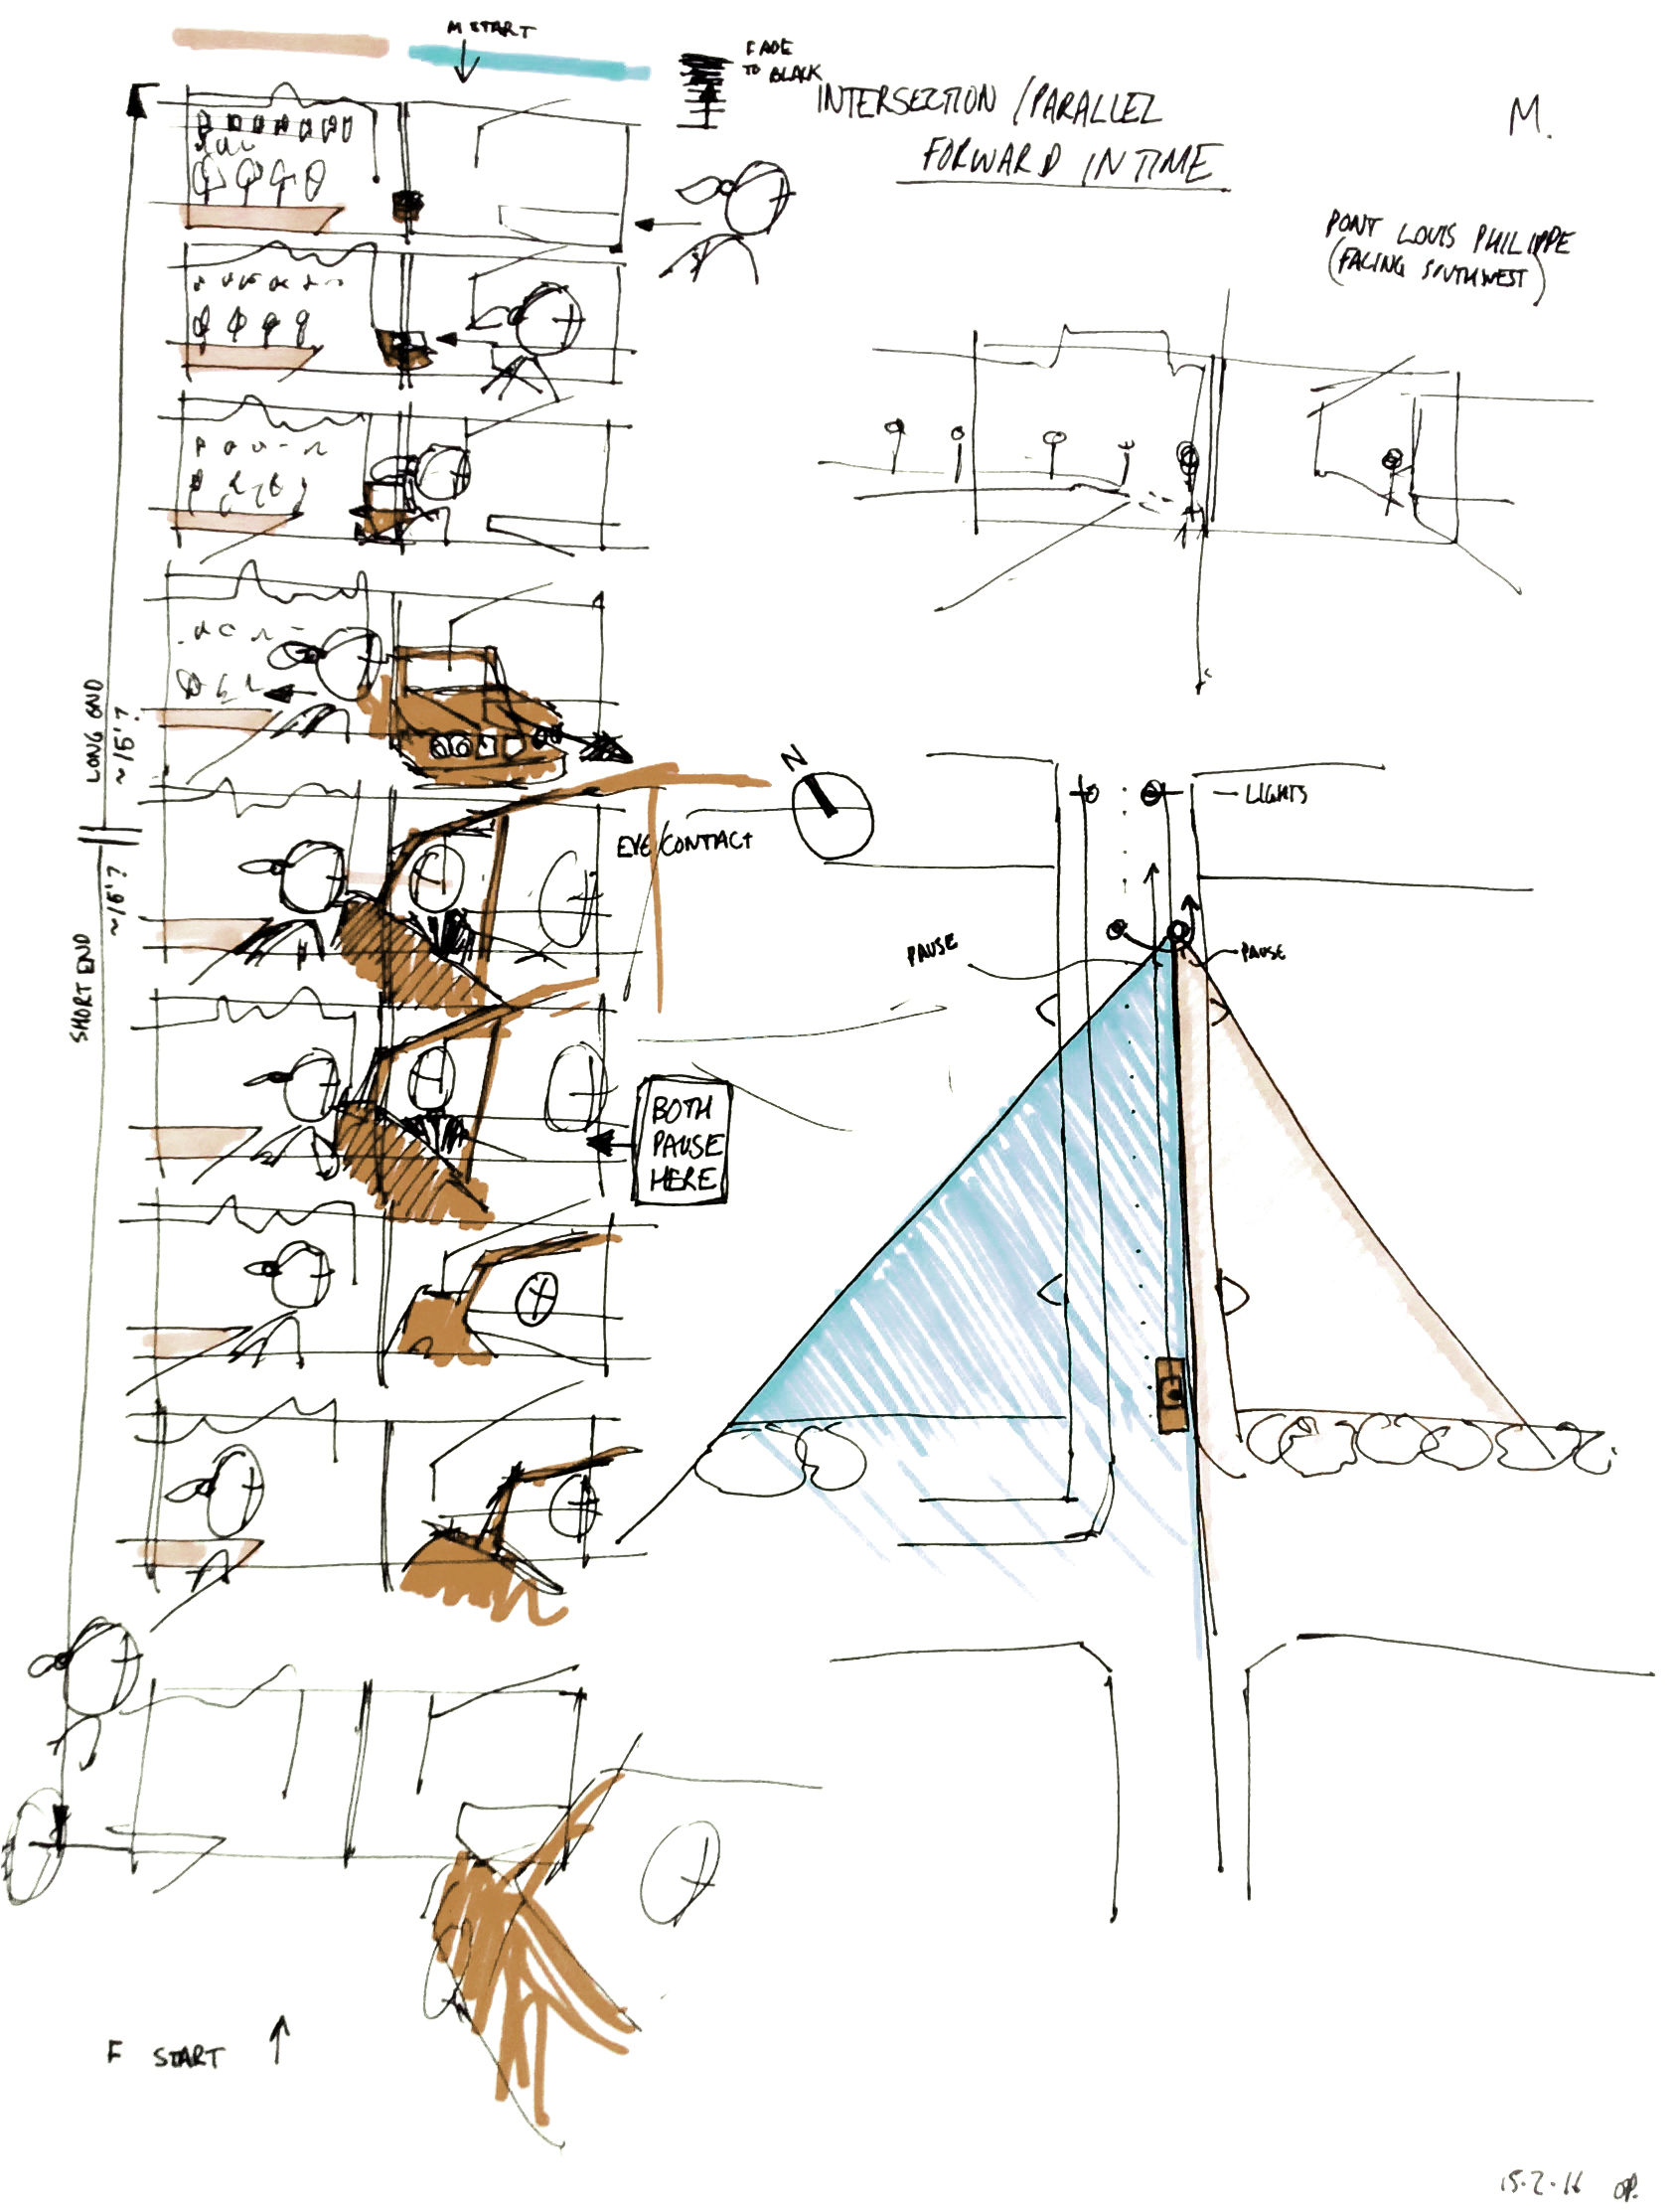 M START
FADE
TO BLACK
INTERSECTION / PARALLEL
FORWARD IN TIME
M.
PONT LOUIS PHILIPPE
(FACING SOUTHWEST)
LONG END
~15'?
SHORT END
~15'?
N
EYE/CONTACT
LIGHTS
PAUSE
PAUSE
BOTH
PAUSE
HERE
F START
15.2.16 OP.